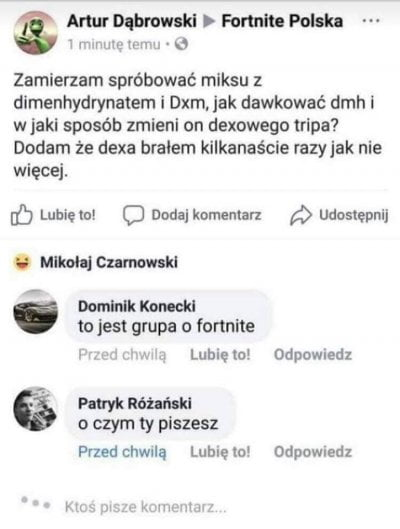 Artur Dąbrowski ▶ Fortnite Polska
1 minutę temu ·
Zamierzam spróbować miksu z
dimenhydrynatem i Dxm, jak dawkować dmh i
w jaki sposób zmieni on dexowego tripa?
Dodam że dexa brałem kilkanaście razy jak nie
więcej.
Lubię to! Dodaj komentarz Udostępnij
Mikołaj Czarnowski
Dominik Konecki
to jest grupa o fortnite
Przed chwilą Lubię to! Odpowiedz
Patryk Różański
o czym ty piszesz
Przed chwilą Lubię to! Odpowiedz
Ktoś pisze komentarz...